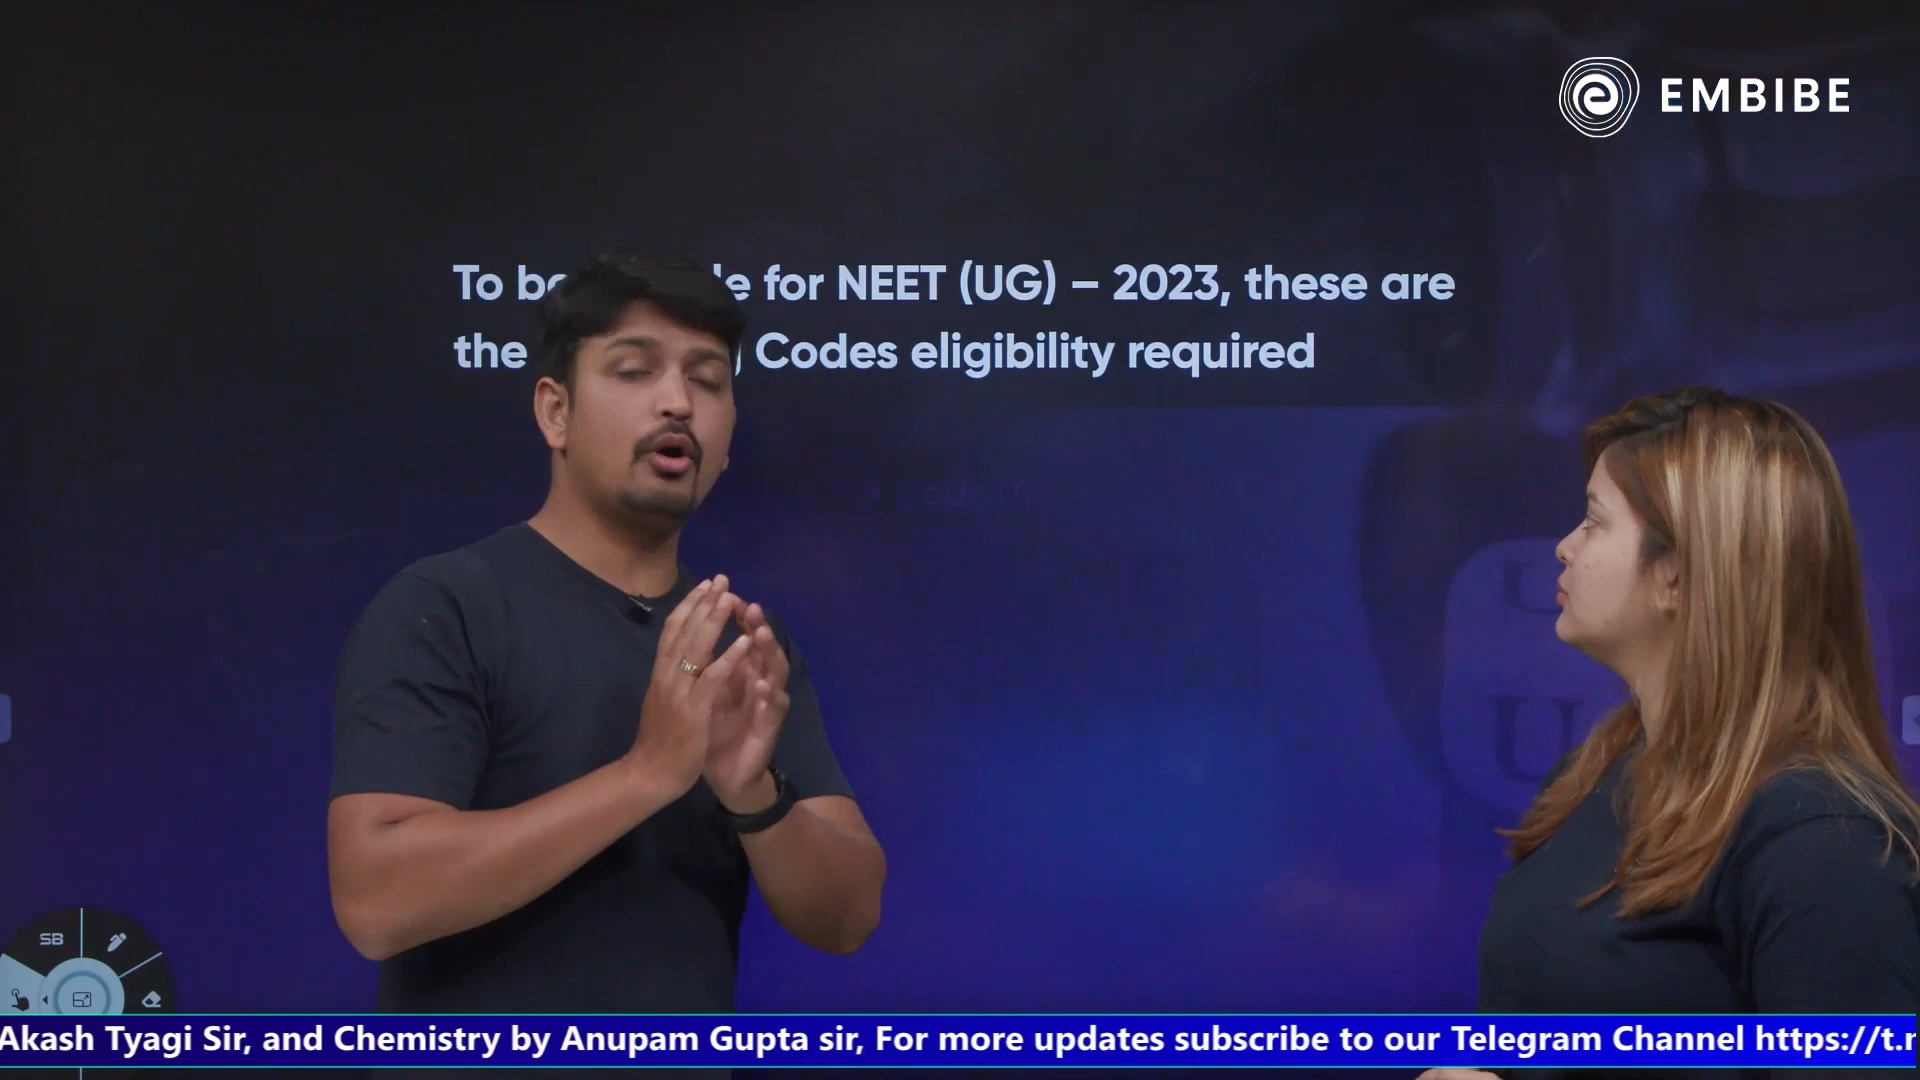 EMBIBE
To be for NEET (UG) – 2023, these are
the Codes eligibility required
SB
Akash Tyagi Sir, and Chemistry by Anupam Gupta sir, For more updates subscribe to our Telegram Channel https://t.